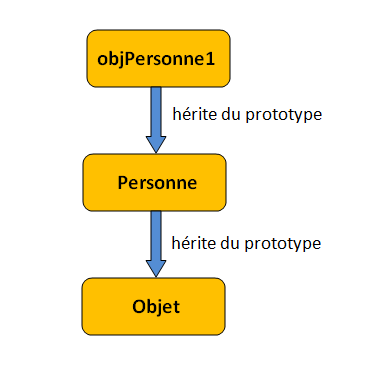 objPersonne1
hérite du prototype
Personne
hérite du prototype
Objet